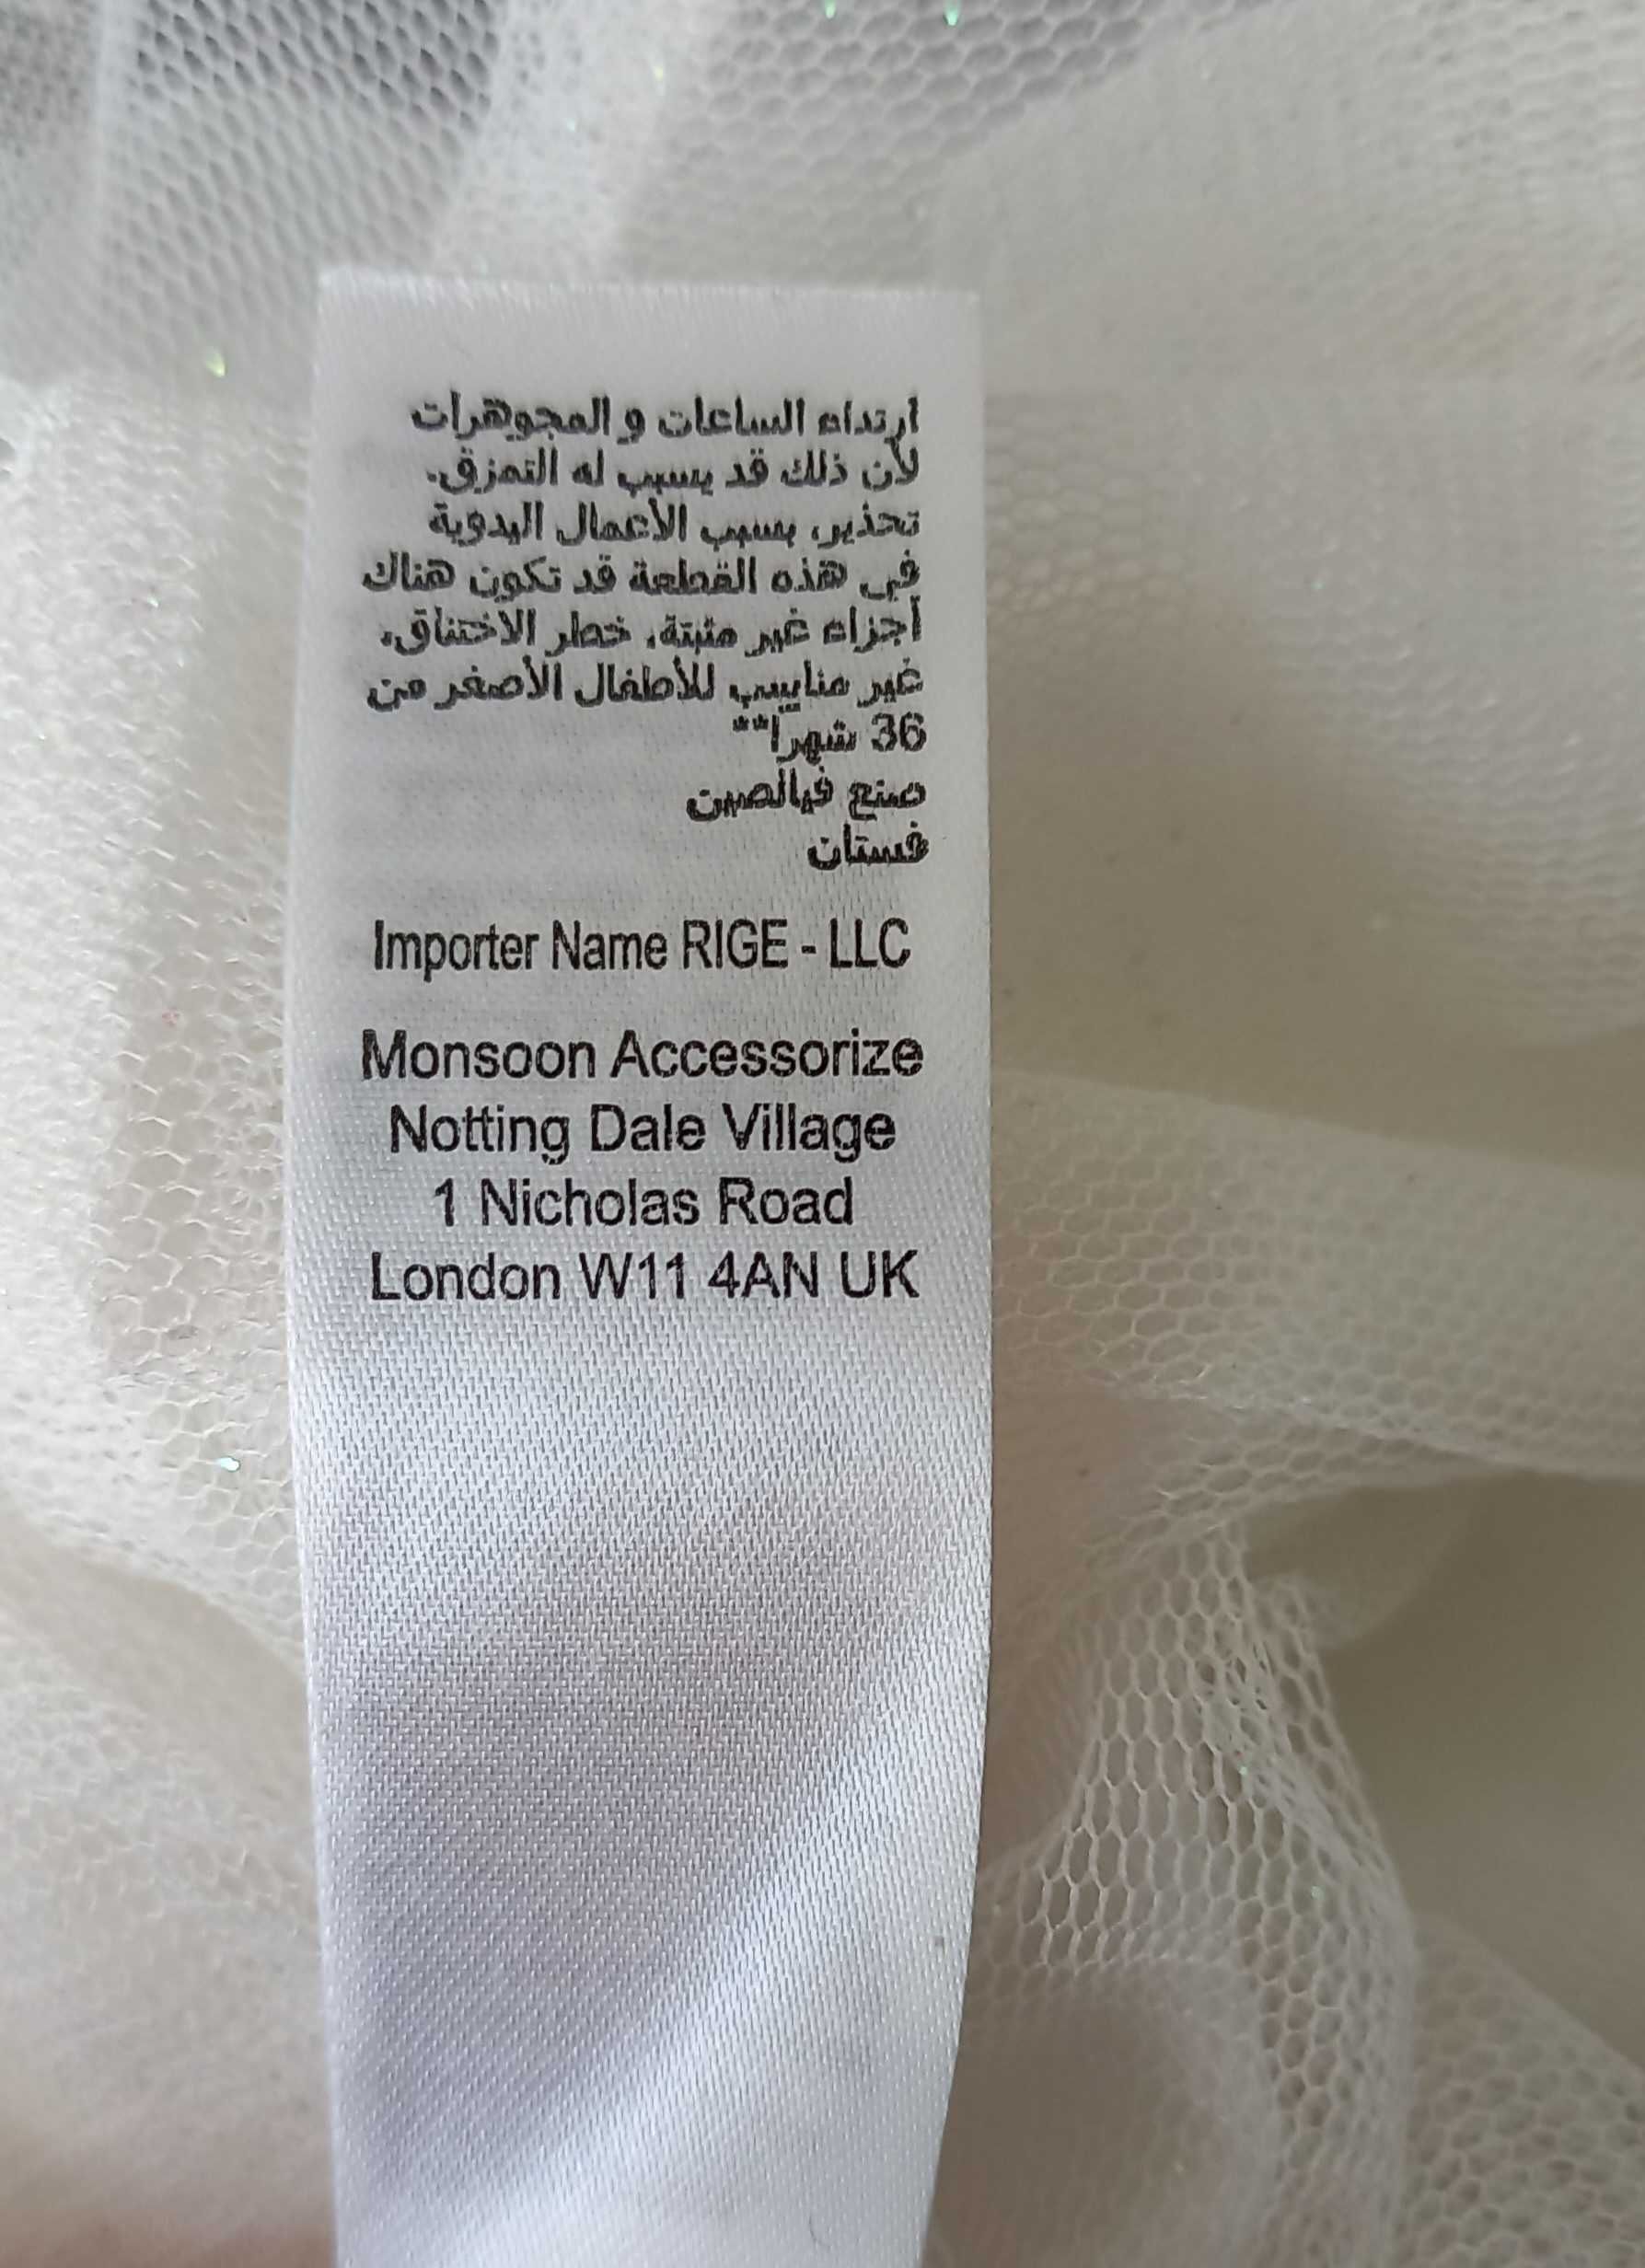 ارتداء الساعات و المجوهرات
لأن ذلك قد يسبب له التمزق.
تحذير، بسبب الأعمال اليدوية
في هذه القطعة قد تكون هناك
أجزاء غير مثبتة، خطر الاختناق،
غير مناسب للأطفال الأصغر من
36 شهراً**
صنع فيالصين
فستان
Importer Name RIGE - LLC
Monsoon Accessorize
Notting Dale Village
1 Nicholas Road
London W11 4AN UK